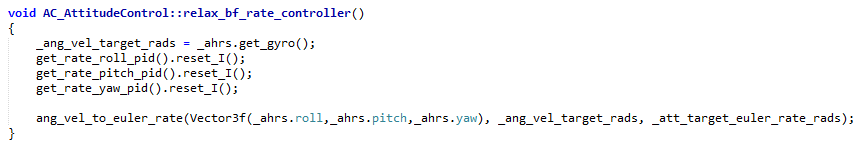 void AC_AttitudeControl::relax_bf_rate_controller()
{
    _ang_vel_target_rads = _ahrs.get_gyro();
    get_rate_roll_pid().reset_I();
    get_rate_pitch_pid().reset_I();
    get_rate_yaw_pid().reset_I();

    ang_vel_to_euler_rate(Vector3f(_ahrs.roll,_ahrs.pitch,_ahrs.yaw), _ang_vel_target_rads, _att_target_euler_rate_rads);
}